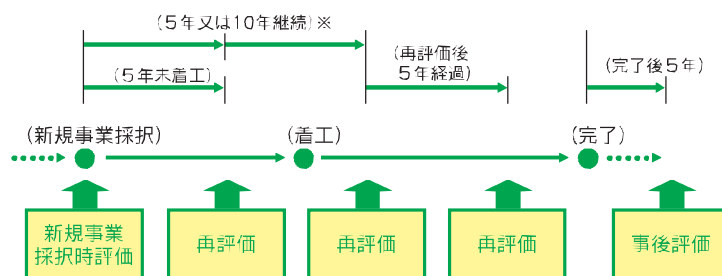 (5年又は10年継続)※
(5年未着工)
(再評価後
5年経過)
(完了後5年)
(新規事業採択)
(着工)
(完了)
新規事業
採択時評価
再評価
再評価
再評価
事後評価